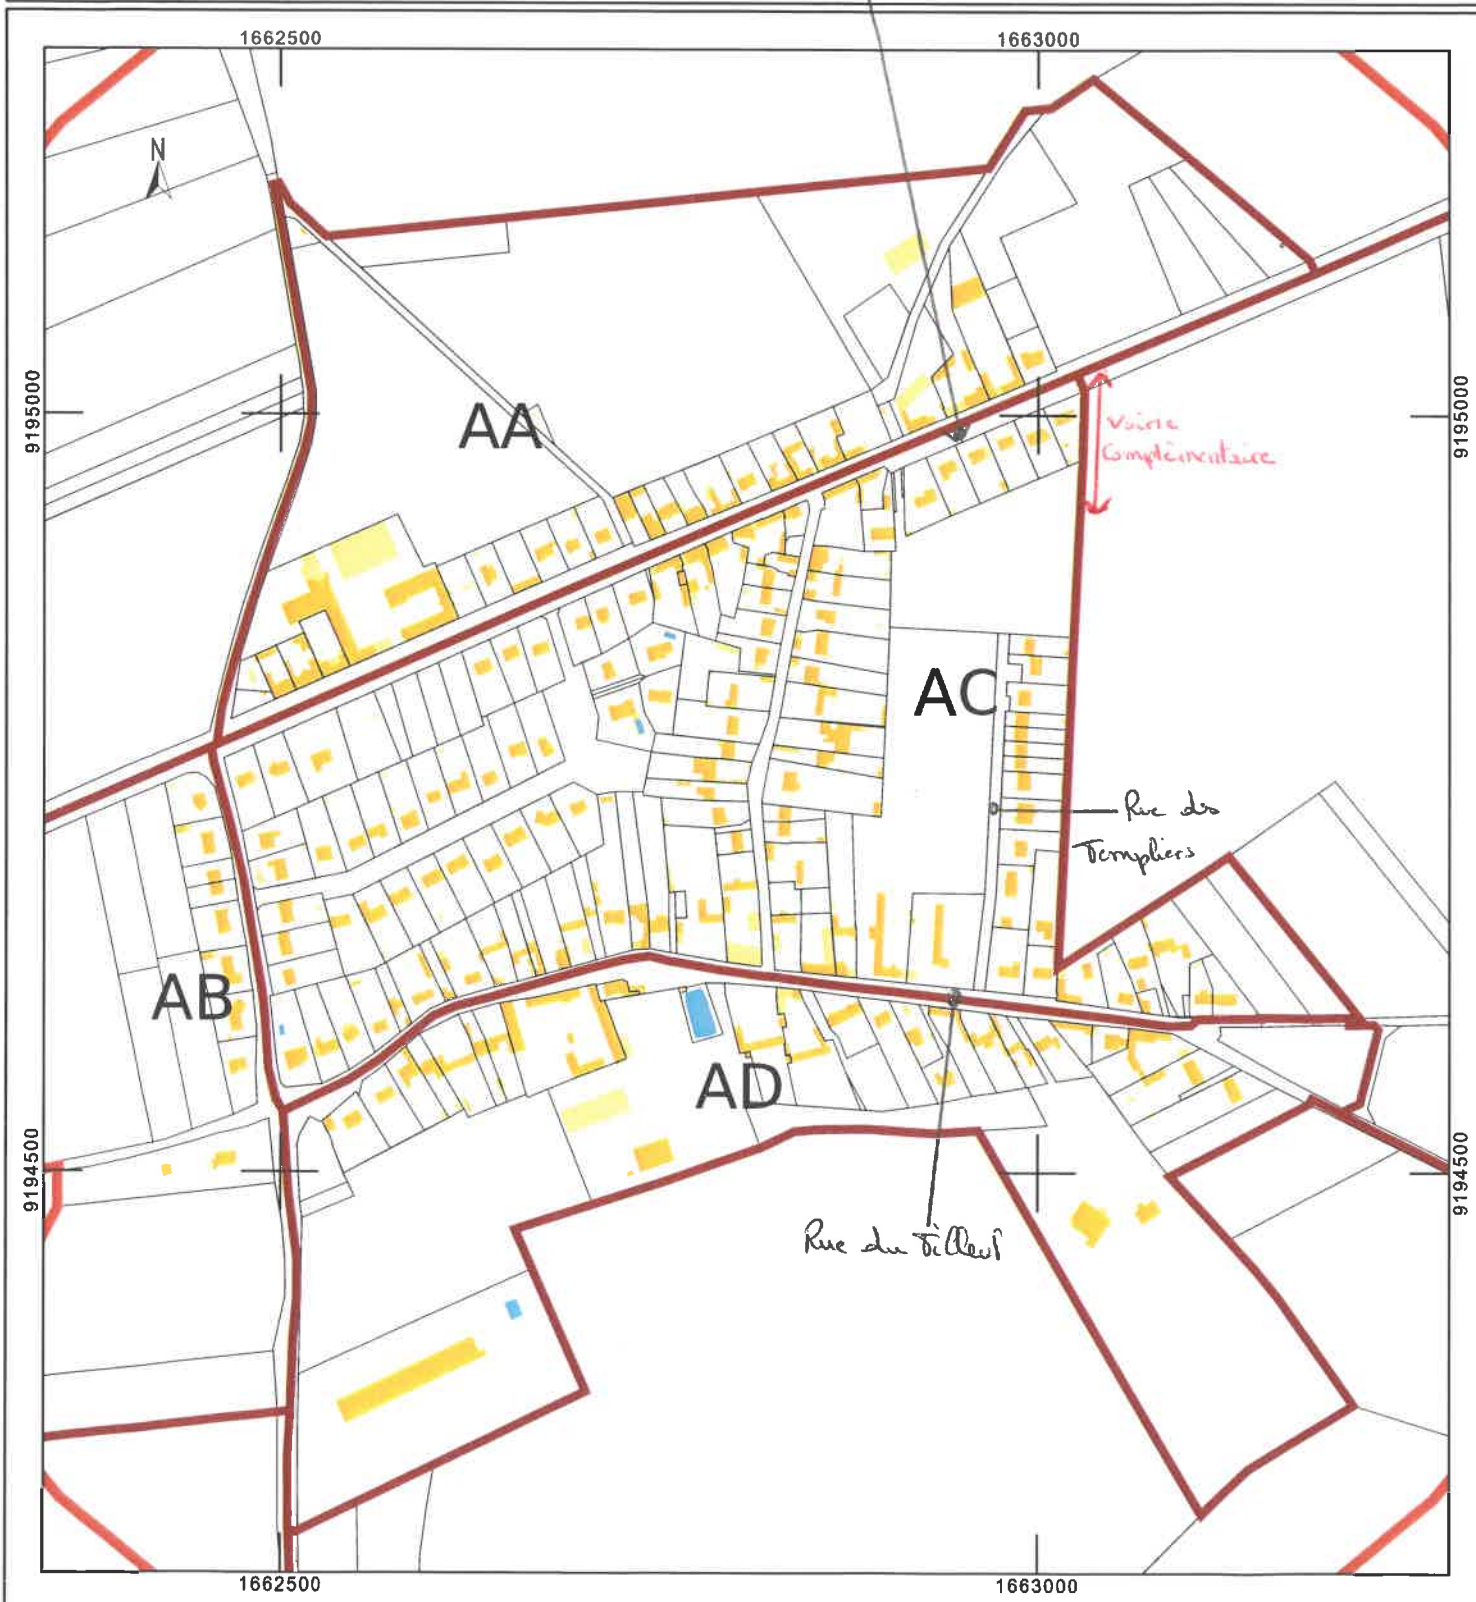 1662500
1663000
N
9195000
9195000
AA
Voirie
Complémentaire
AC
Rue des
Templiers
AB
AD
9194500
9194500
Rue du Tilleul
1662500
1663000